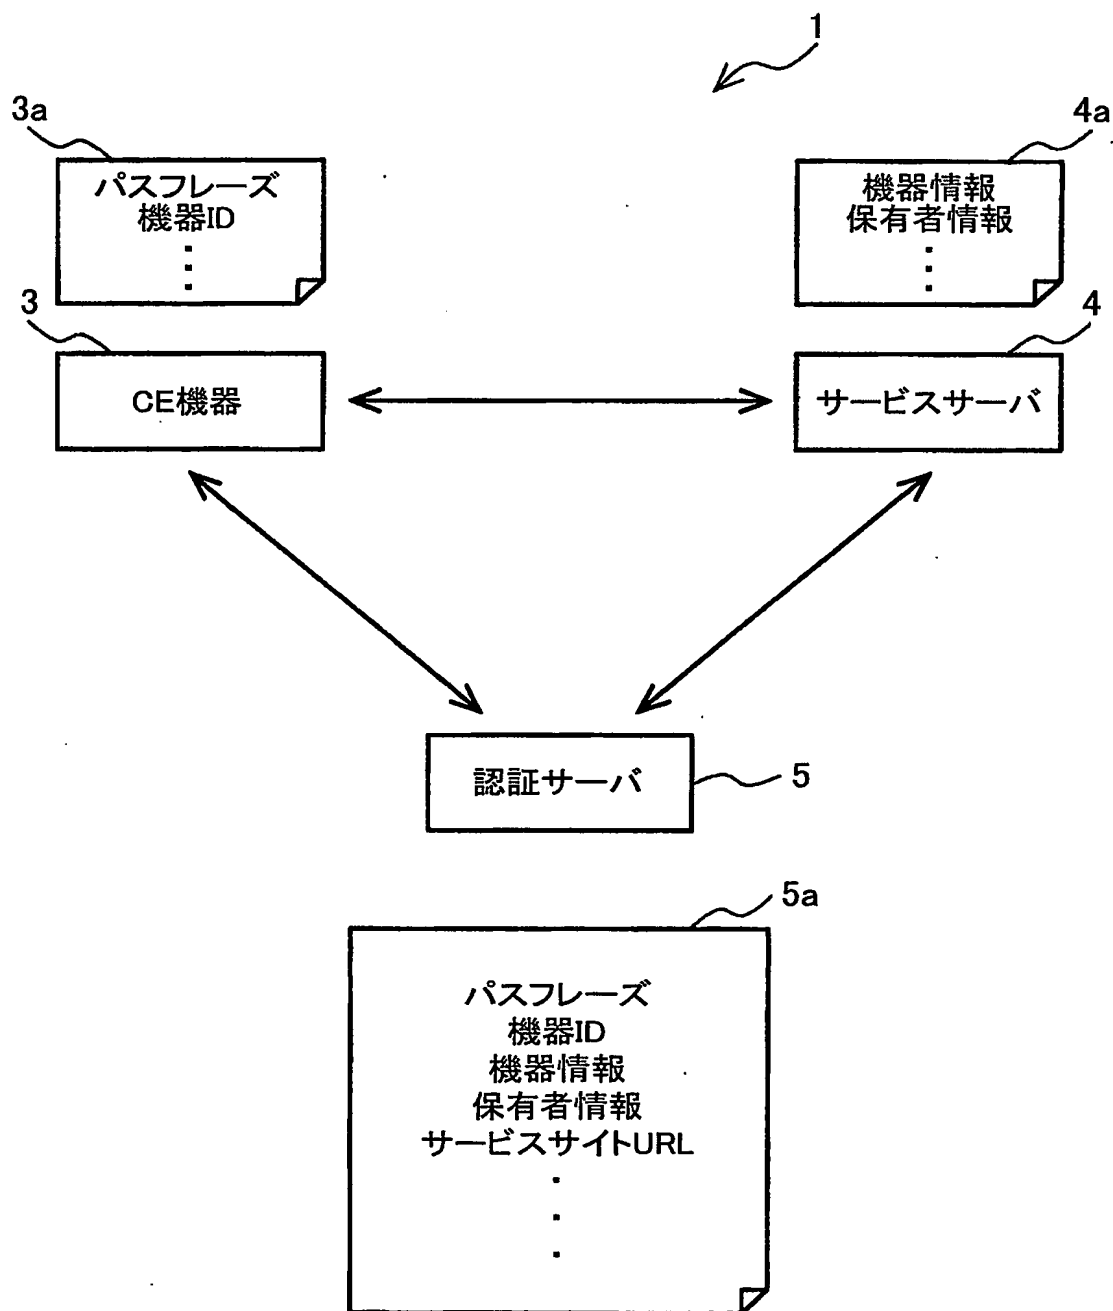 1
3a
4a
パスフレーズ
機器ID
機器情報
保有者情報
3
4
CE機器
サービスサーバ
認証サーバ
5
5a
パスフレーズ
機器ID
機器情報
保有者情報
サービスサイトURL